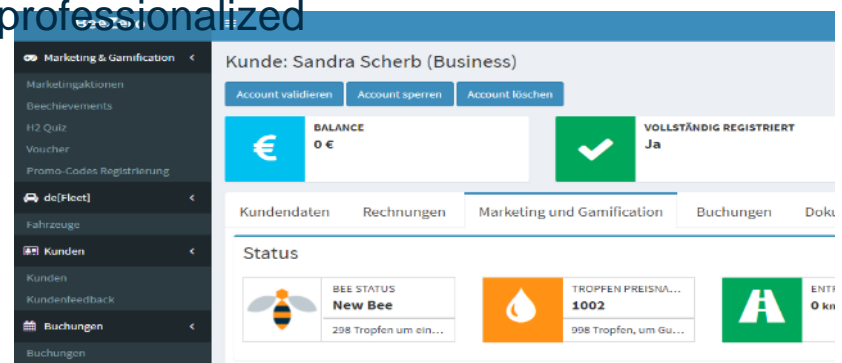 professionalized
BeeZero
Marketing & Gamification
Marketingaktionen
Beechievements
H2 Quiz
Voucher
Promo-Codes Registrierung
de[Fleet]
Fahrzeuge
Kunden
Kunden
Kundenfeedback
Buchungen
Buchungen
Kunde: Sandra Scherb (Business)
Account validieren Account sperren Account löschen
BALANCE
0 €
VOLLSTÄNDIG REGISTRIERT
Ja
Kundendaten Rechnungen Marketing und Gamification Buchungen Doku
Status
BEE STATUS
New Bee
298 Tropfen um ein...
TROPFEN PREISNA...
1002
998 Tropfen, um Gu...
ENTF
0 km